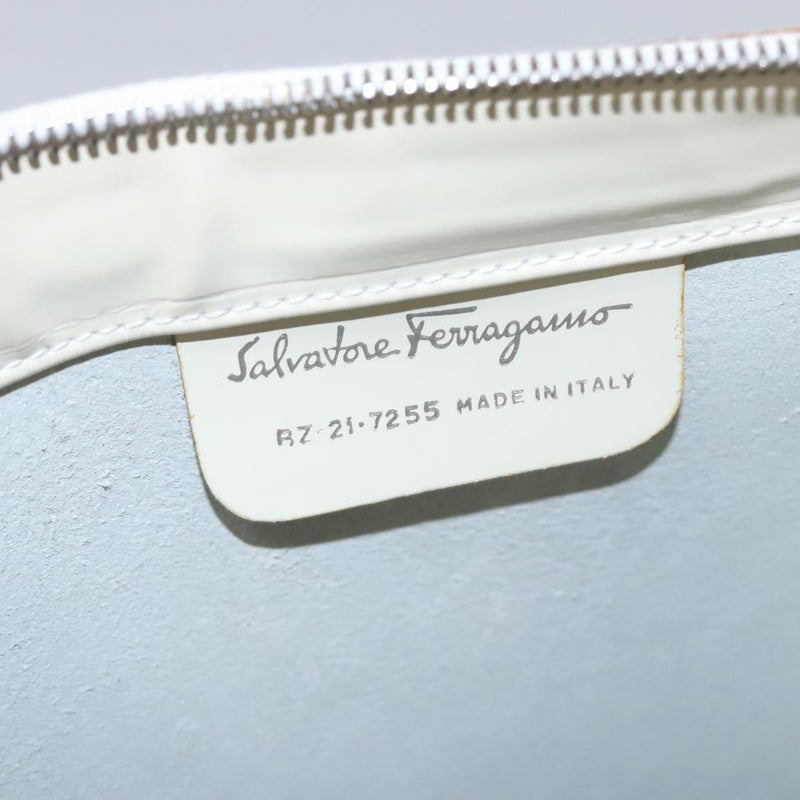 Salvatore Ferragamo
BZ-21·7255 MADE IN ITALY